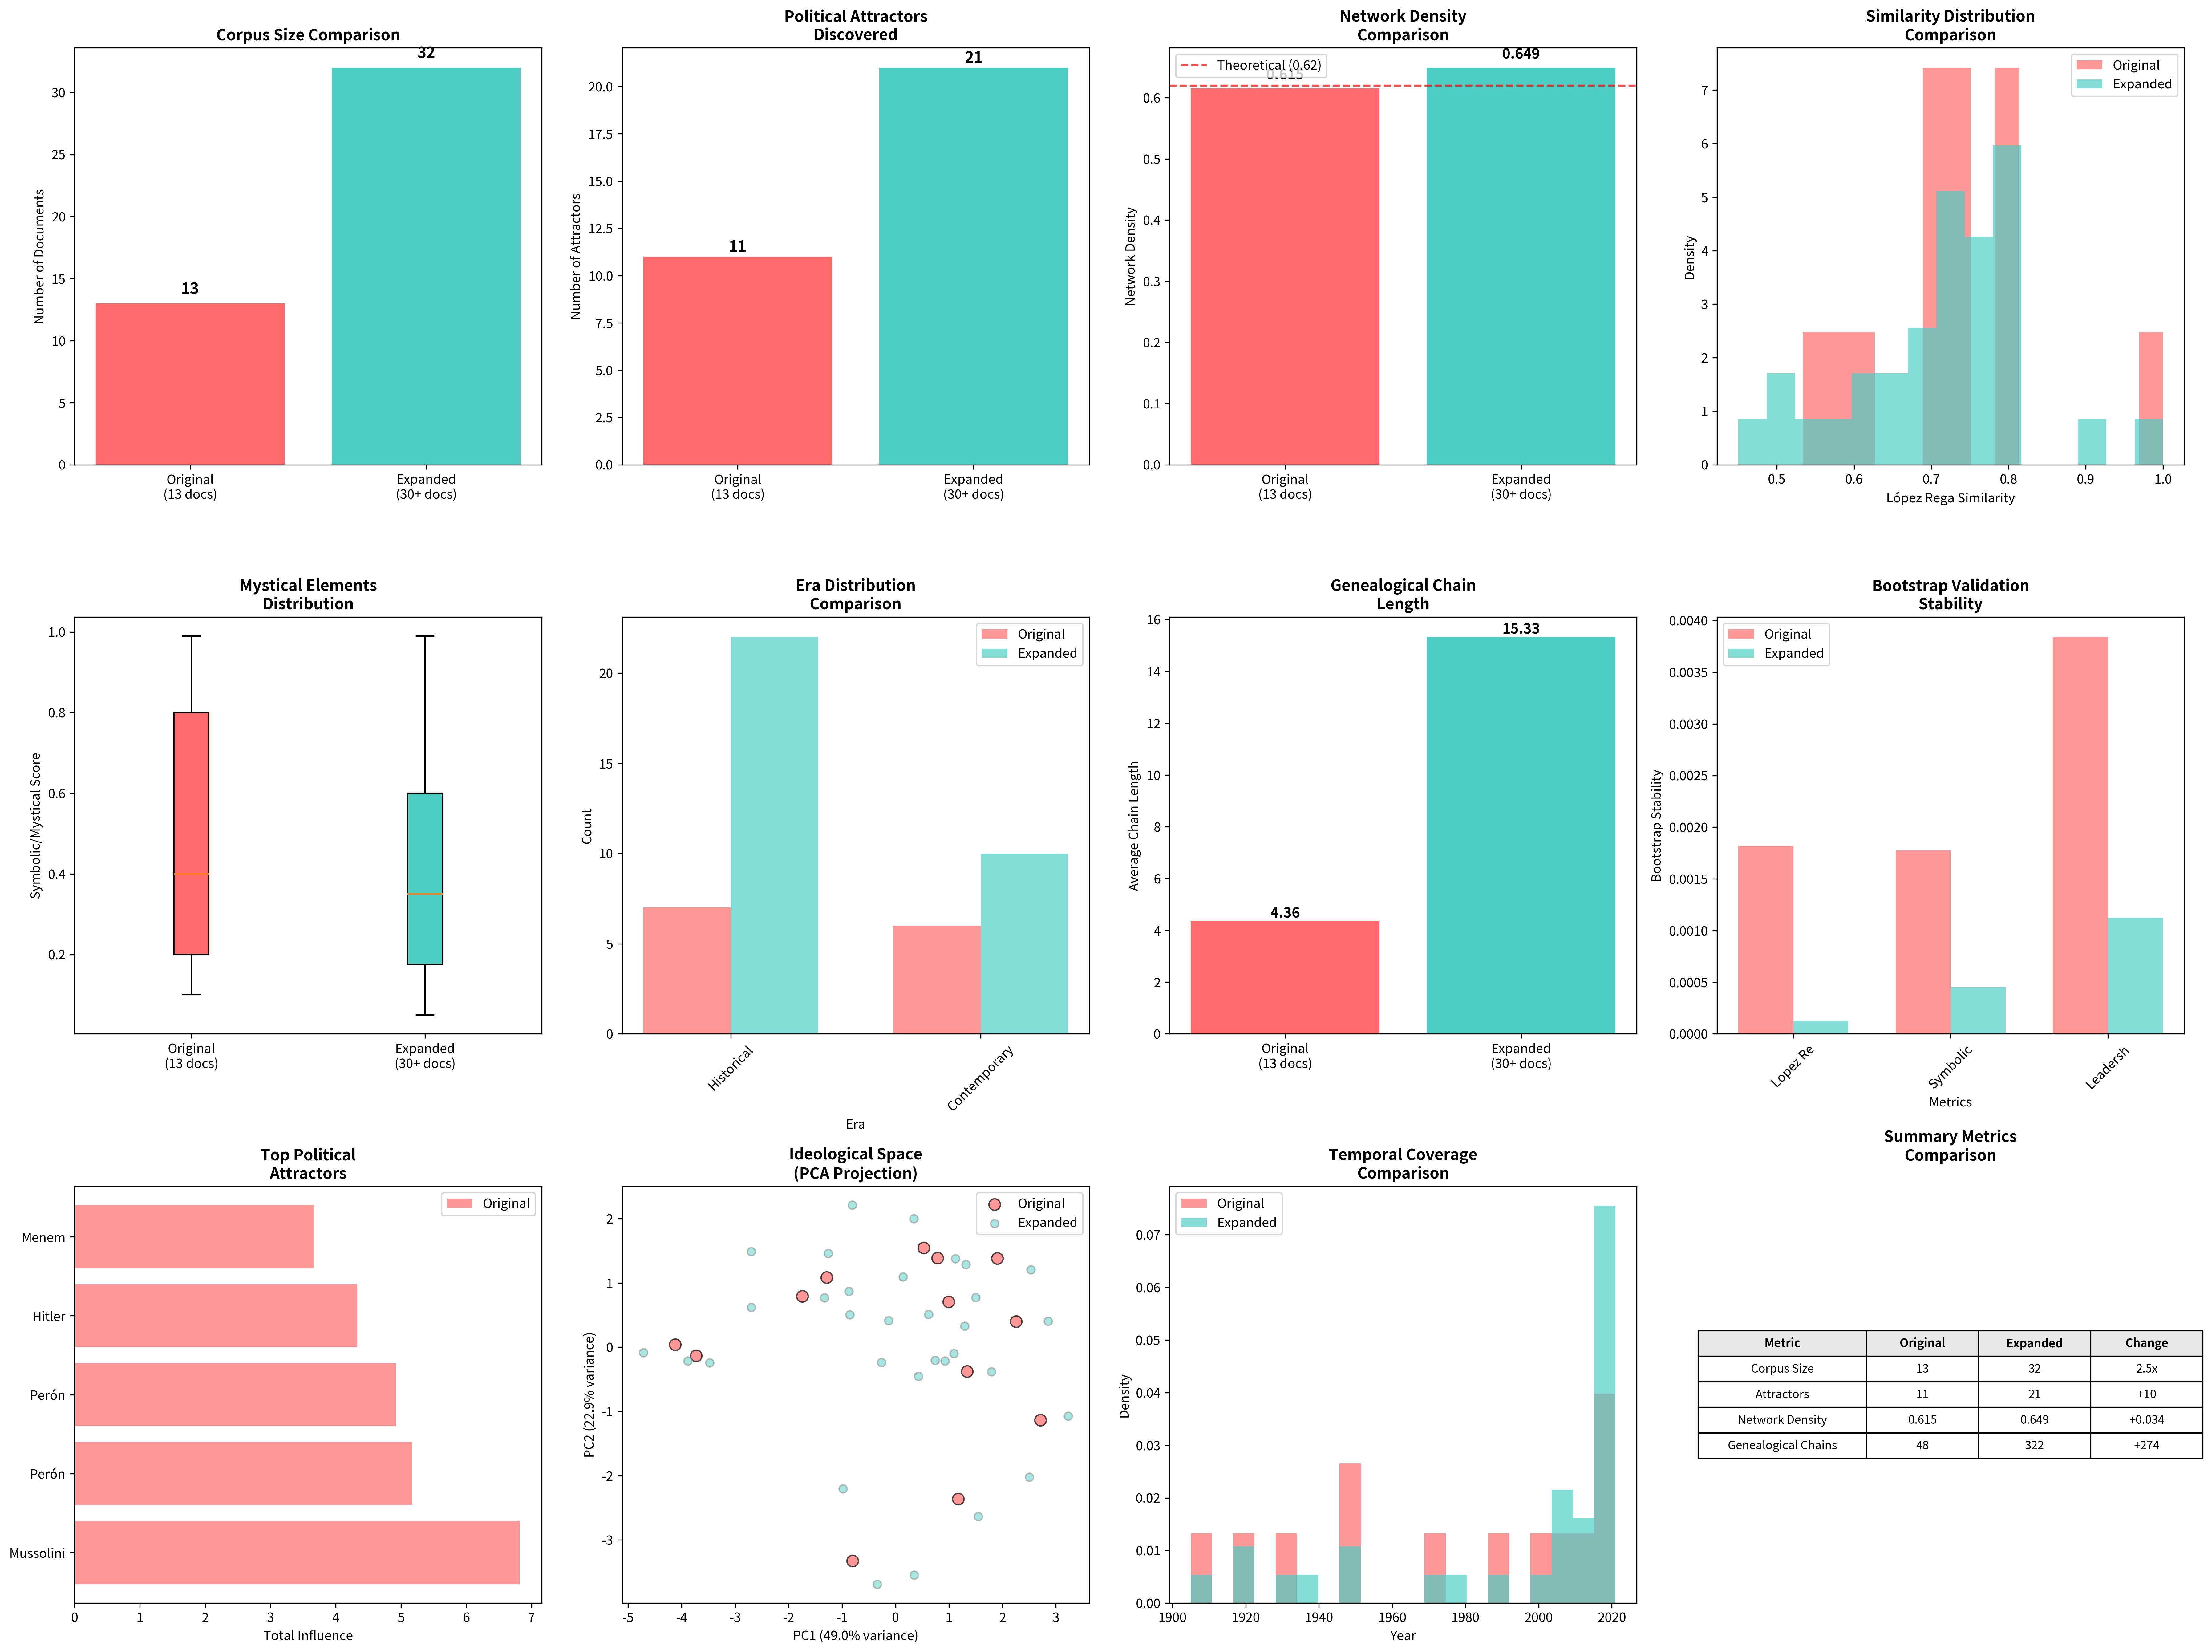 Corpus Size Comparison
32
13
30
25
20
15
10
5
0
Number of Documents
Original
(13 docs)
Expanded
(30+ docs)
Political Attractors
Discovered
21
11
20.0
17.5
15.0
12.5
10.0
7.5
5.0
2.5
0.0
Number of Attractors
Original
(13 docs)
Expanded
(30+ docs)
Network Density
Comparison
Theoretical (0.62)
0.615
0.649
0.6
0.5
0.4
0.3
0.2
0.1
0.0
Network Density
Original
(13 docs)
Expanded
(30+ docs)
Similarity Distribution
Comparison
Original
Expanded
7
6
5
4
3
2
1
0
Density
0.5 0.6 0.7 0.8 0.9 1.0
López Rega Similarity
Mystical Elements
Distribution
1.0
0.8
0.6
0.4
0.2
Symbolic/Mystical Score
Original
(13 docs)
Expanded
(30+ docs)
Era Distribution
Comparison
Original
Expanded
20
15
10
5
0
Count
Historical
Contemporary
Era
Genealogical Chain
Length
15.33
4.36
16
14
12
10
8
6
4
2
0
Average Chain Length
Original
(13 docs)
Expanded
(30+ docs)
Bootstrap Validation
Stability
Original
Expanded
0.0040
0.0035
0.0030
0.0025
0.0020
0.0015
0.0010
0.0005
0.0000
Bootstrap Stability
Lopez Re
Symbolic
Leadersh
Metrics
Top Political
Attractors
Original
Menem
Hitler
Perón
Perón
Mussolini
0 1 2 3 4 5 6 7
Total Influence
Ideological Space
(PCA Projection)
Original
Expanded
2
1
0
-1
-2
-3
PC2 (22.9% variance)
-5 -4 -3 -2 -1 0 1 2 3
PC1 (49.0% variance)
Temporal Coverage
Comparison
Original
Expanded
0.07
0.06
0.05
0.04
0.03
0.02
0.01
0.00
Density
1900 1920 1940 1960 1980 2000 2020
Year
Summary Metrics
Comparison
Metric Original Expanded Change
Corpus Size 13 32 2.5x
Attractors 11 21 +10
Network Density 0.615 0.649 +0.034
Genealogical Chains 48 322 +274